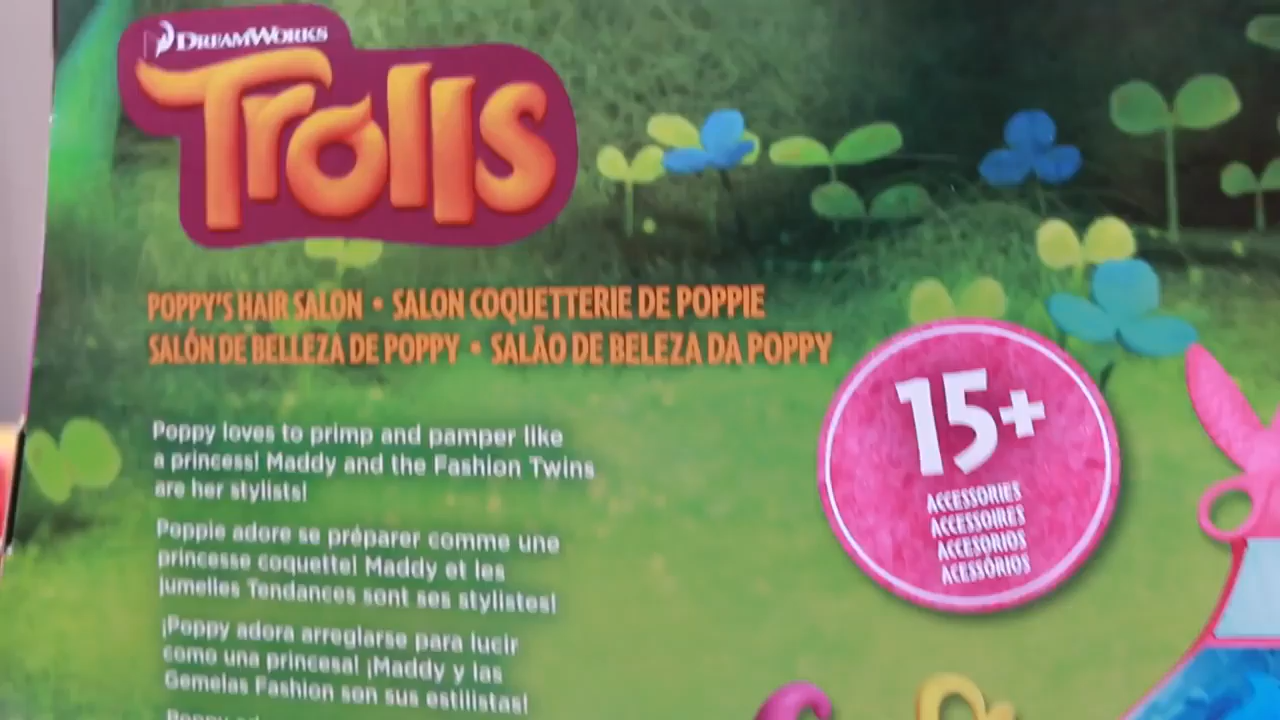 DREAMWORKS
Trolls
POPPY'S HAIR SALON • SALON COQUETTERIE DE POPPIE
SALÓN DE BELLEZA DE POPPY • SALÃO DE BELEZA DA POPPY
15+
ACCESSORIES
ACCESSOIRES
ACCESORIOS
ACESSÓRIOS
Poppy loves to primp and pamper like
a princess! Maddy and the Fashion Twins
are her stylists!
Poppie adore se préparer comme une
princesse coquette! Maddy et les
jumelles Tendances sont ses stylistes!
¡Poppy adora arreglarse para lucir
como una princesa! ¡Maddy y las
Gemelas Fashion son sus estilistas!